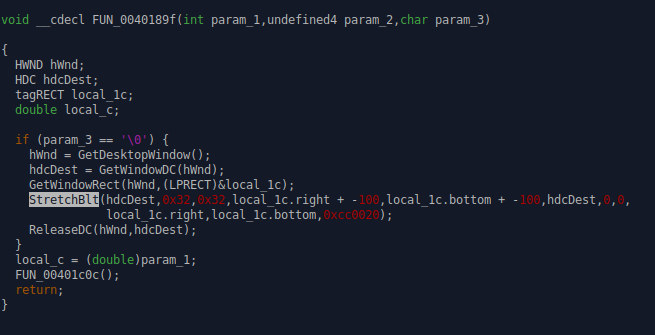 void __cdecl FUN_0040189f(int param_1,undefined4 param_2,char param_3)
{
HWND hWnd;
HDC hdcDest;
tagRECT local_1c;
double local_c;
if (param_3 == '\0') {
hWnd = GetDesktopWindow();
hdcDest = GetWindowDC(hWnd);
GetWindowRect(hWnd,(LPRECT)&local_1c);
StretchBlt(hdcDest,0x32,0x32,local_1c.right + -100,local_1c.bottom + -100,hdcDest,0,0,
local_1c.right,local_1c.bottom,0xcc0020);
ReleaseDC(hWnd,hdcDest);
}
local_c = (double)param_1;
FUN_00401c0c();
return;
}